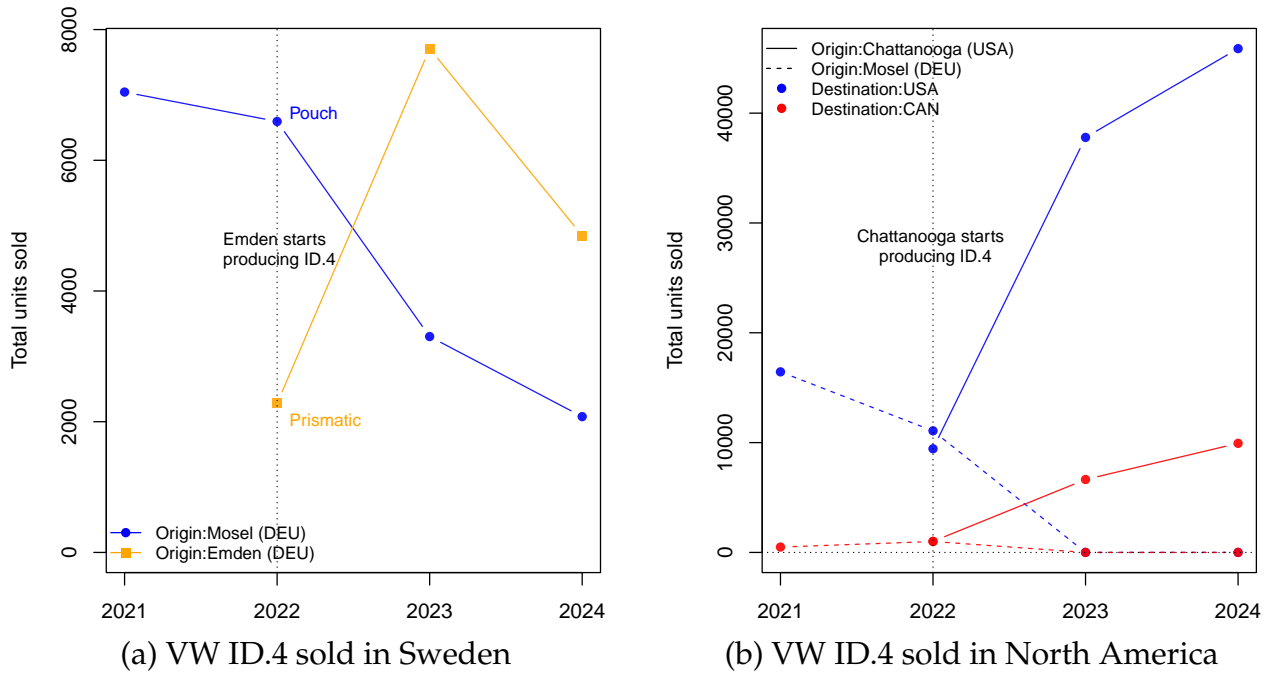 Total units sold
8000
6000
4000
2000
0
Pouch
Emden starts
producing ID.4
Prismatic
Origin:Mosel (DEU)
Origin:Emden (DEU)
2021 2022 2023 2024
(a) VW ID.4 sold in Sweden
Total units sold
40000
30000
20000
10000
0
Origin:Chattanooga (USA)
Origin:Mosel (DEU)
Destination:USA
Destination:CAN
Chattanooga starts
producing ID.4
2021 2022 2023 2024
(b) VW ID.4 sold in North America